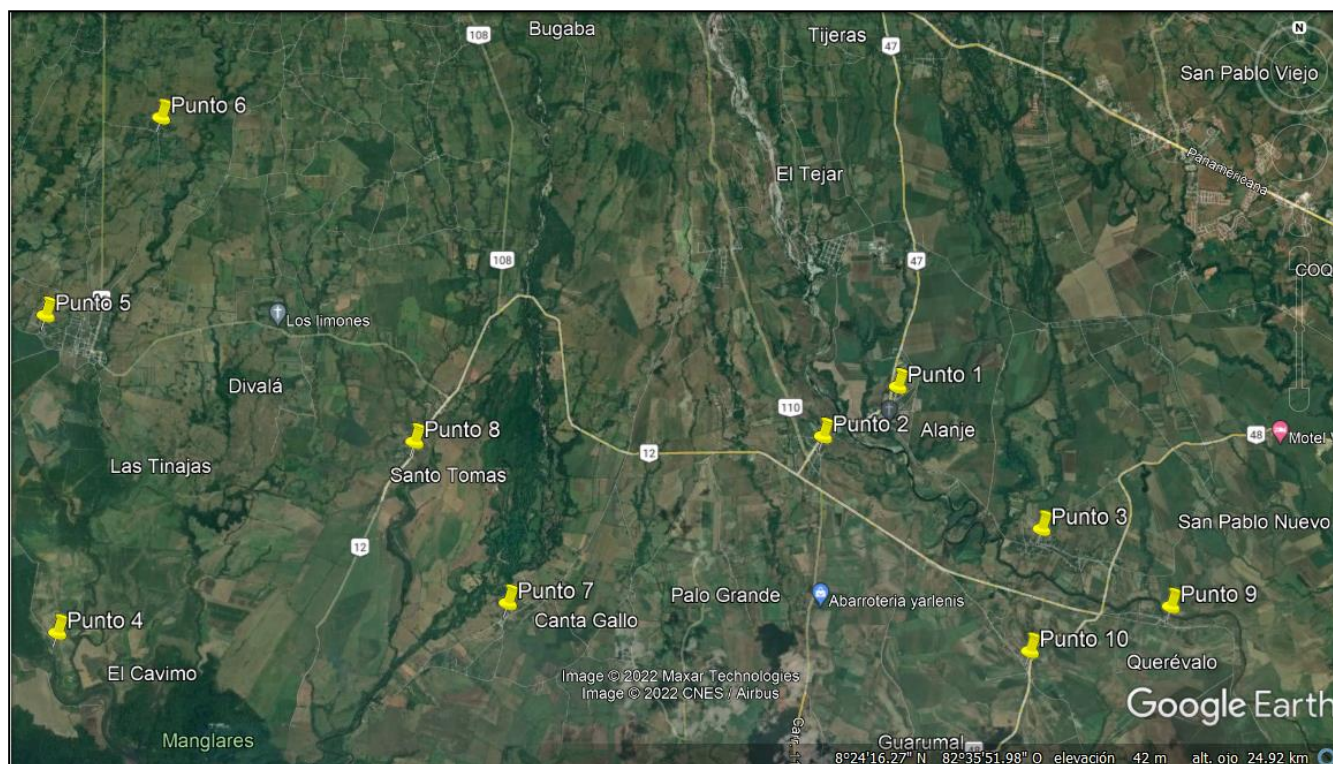 108
Bugaba
Tijeras
47
N
San Pablo Viejo
Punto 6
Panamericana
El Tejar
108
47
COQ
Punto 5
Los limones
Divalá
Punto 1
110
Punto 2
Alanje
Punto 8
48
Motel
Las Tinajas
Santo Tomas
12
Punto 3
San Pablo Nuevo
12
Punto 7
Palo Grande
Abarroteria yarlenis
Punto 9
Canta Gallo
Punto 4
Punto 10
El Cavimo
Querévalo
Image © 2022 Maxar Technologies
Image © 2022 CNES / Airbus
Google Earth
Manglares
Guarumal
8°24'16.27" N 82°35'51.98" O elevación 42 m alt. ojo 24.92 km